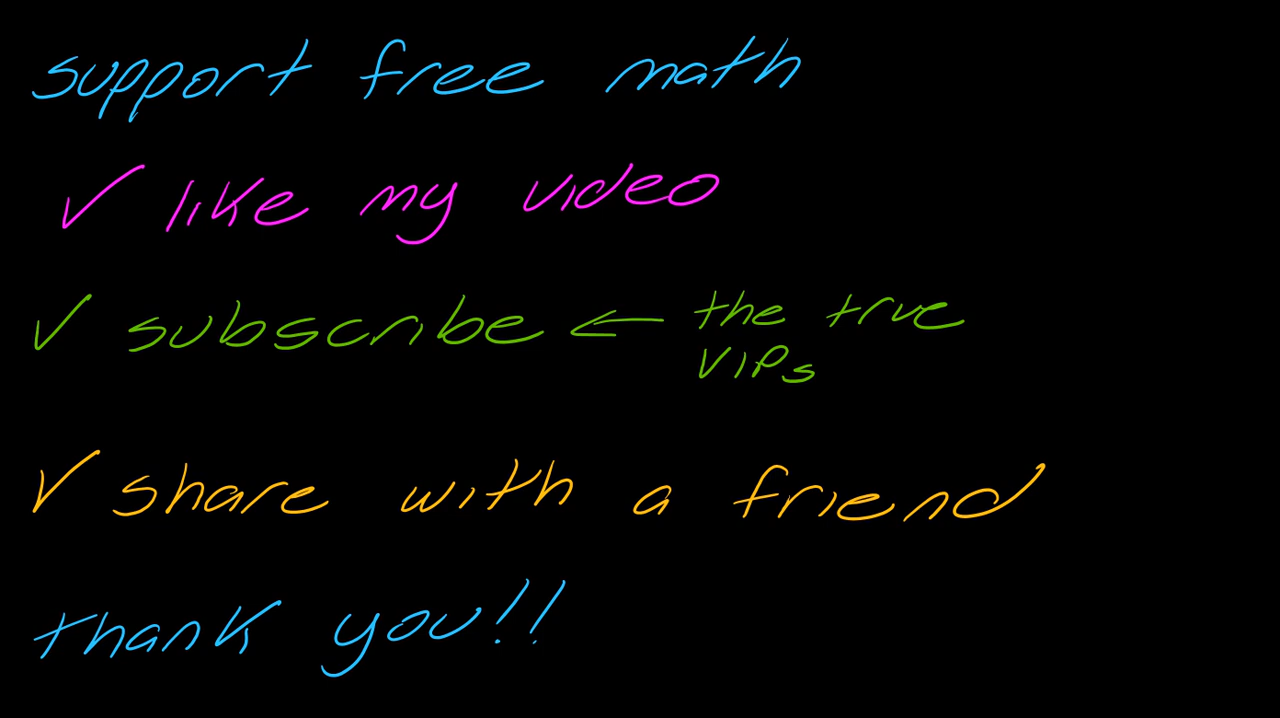 support free math
✓ like my video
✓ subscribe ← the true
VIPs
✓ share with a friend
thank you!!